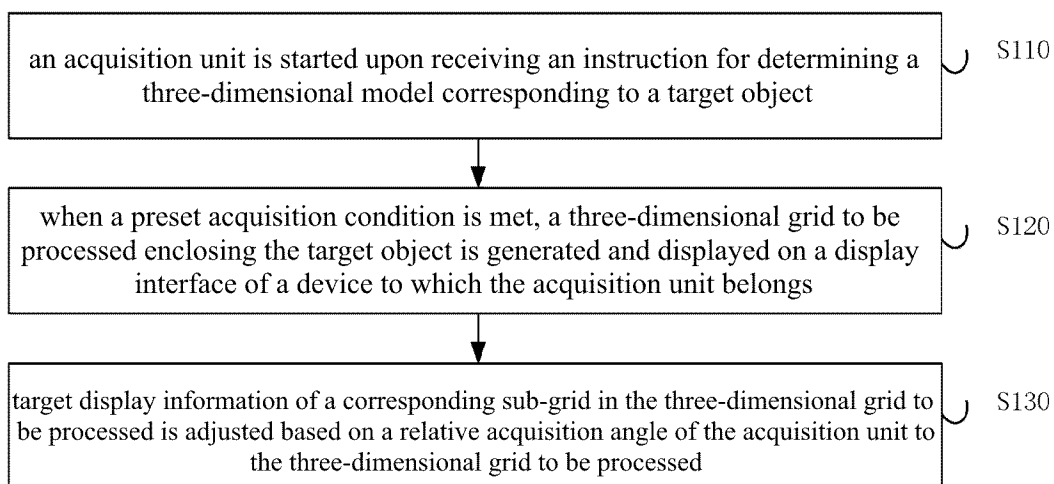 an acquisition unit is started upon receiving an instruction for determining a
three-dimensional model corresponding to a target object
S110
when a preset acquisition condition is met, a three-dimensional grid to be
processed enclosing the target object is generated and displayed on a display
interface of a device to which the acquisition unit belongs
S120
target display information of a corresponding sub-grid in the three-dimensional grid to
be processed is adjusted based on a relative acquisition angle of the acquisition unit to
the three-dimensional grid to be processed
S130